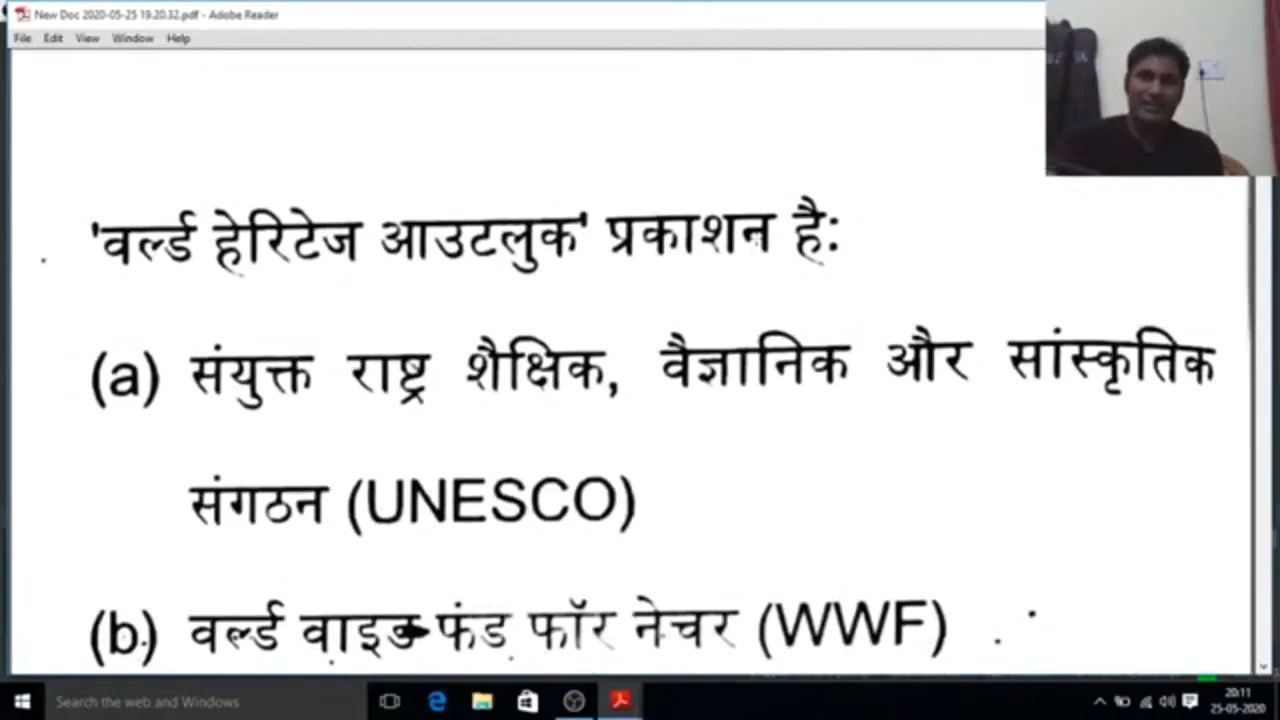 New Doc 2020-05-25 19.20.32.pdf - Adobe Reader
File Edit View Window Help
'वर्ल्ड हेरिटेज आउटलुक' प्रकाशन है:
(a) संयुक्त राष्ट्र शैक्षिक, वैज्ञानिक और सांस्कृतिक
संगठन (UNESCO)
(b) वर्ल्ड वाइड फंड फॉर नेचर (WWF)
Search the web and Windows
20:11
25-05-2020